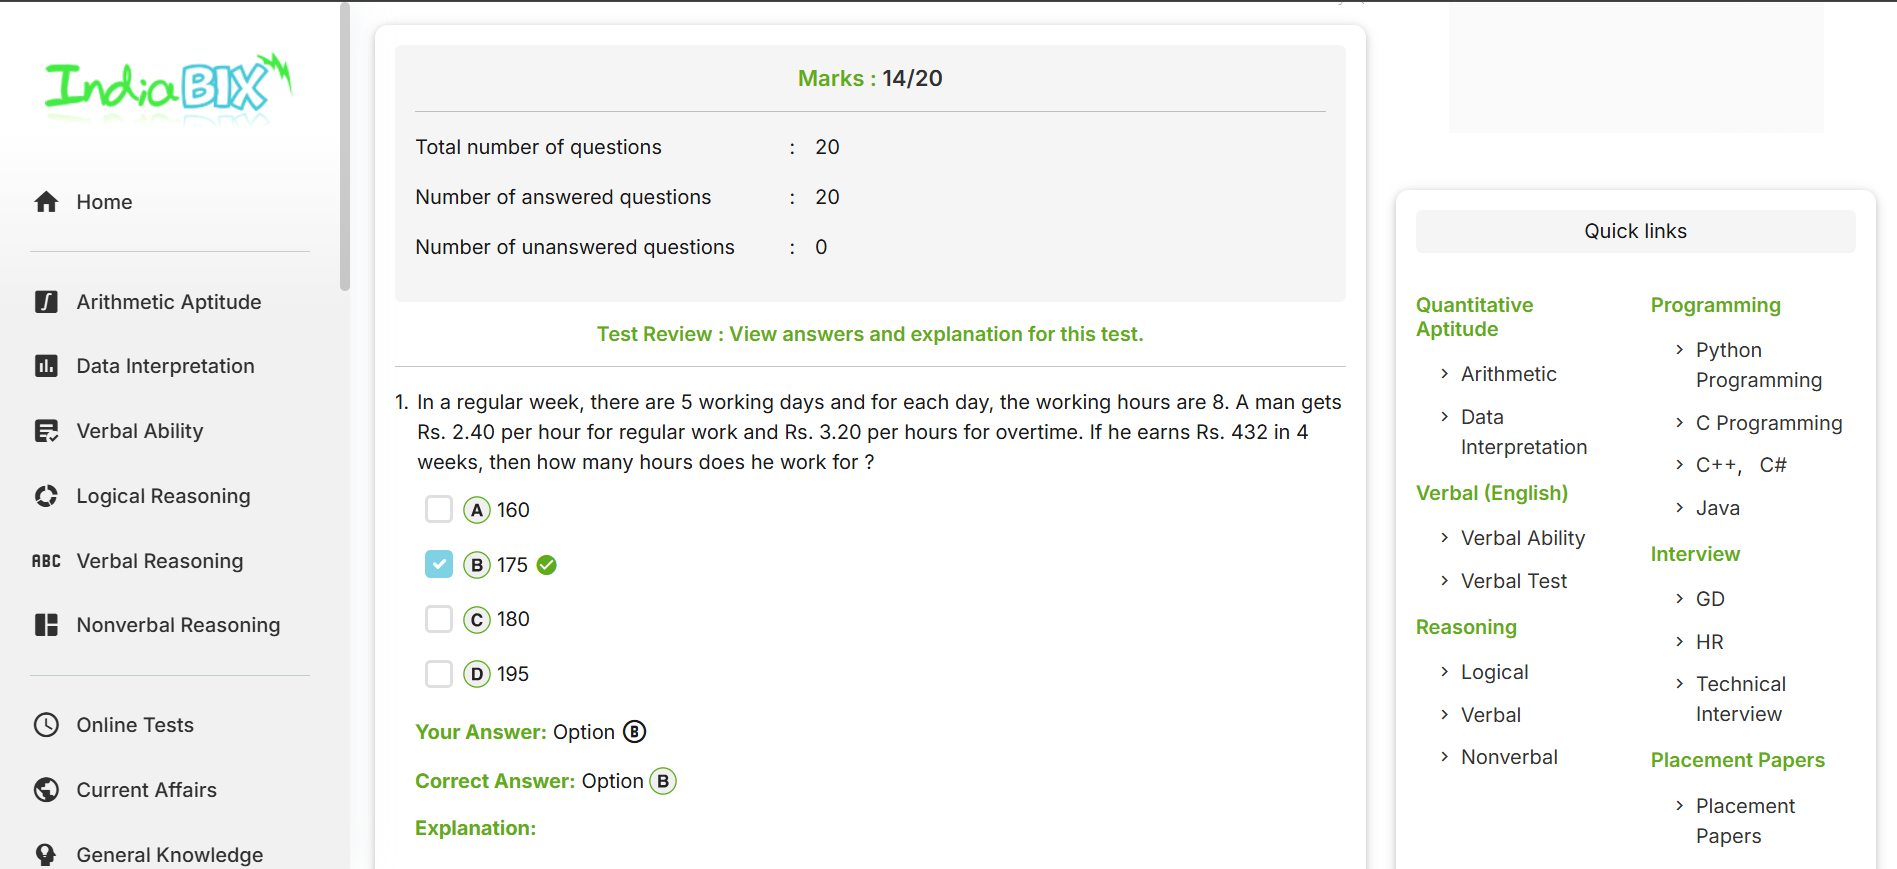 IndiaBIX
Home
Arithmetic Aptitude
Data Interpretation
Verbal Ability
Logical Reasoning
ABC Verbal Reasoning
Nonverbal Reasoning
Online Tests
Current Affairs
General Knowledge
Marks : 14/20
Total number of questions : 20
Number of answered questions : 20
Number of unanswered questions : 0
Test Review : View answers and explanation for this test.
1. In a regular week, there are 5 working days and for each day, the working hours are 8. A man gets
Rs. 2.40 per hour for regular work and Rs. 3.20 per hours for overtime. If he earns Rs. 432 in 4
weeks, then how many hours does he work for ?
A 160
B 175
C 180
D 195
Your Answer: Option B
Correct Answer: Option B
Explanation:
Quick links
Quantitative
Aptitude
Arithmetic
Data
Interpretation
Verbal (English)
Verbal Ability
Verbal Test
Reasoning
Logical
Verbal
Nonverbal
Programming
Python
Programming
C Programming
C++, C#
Java
Interview
GD
HR
Technical
Interview
Placement Papers
Placement
Papers